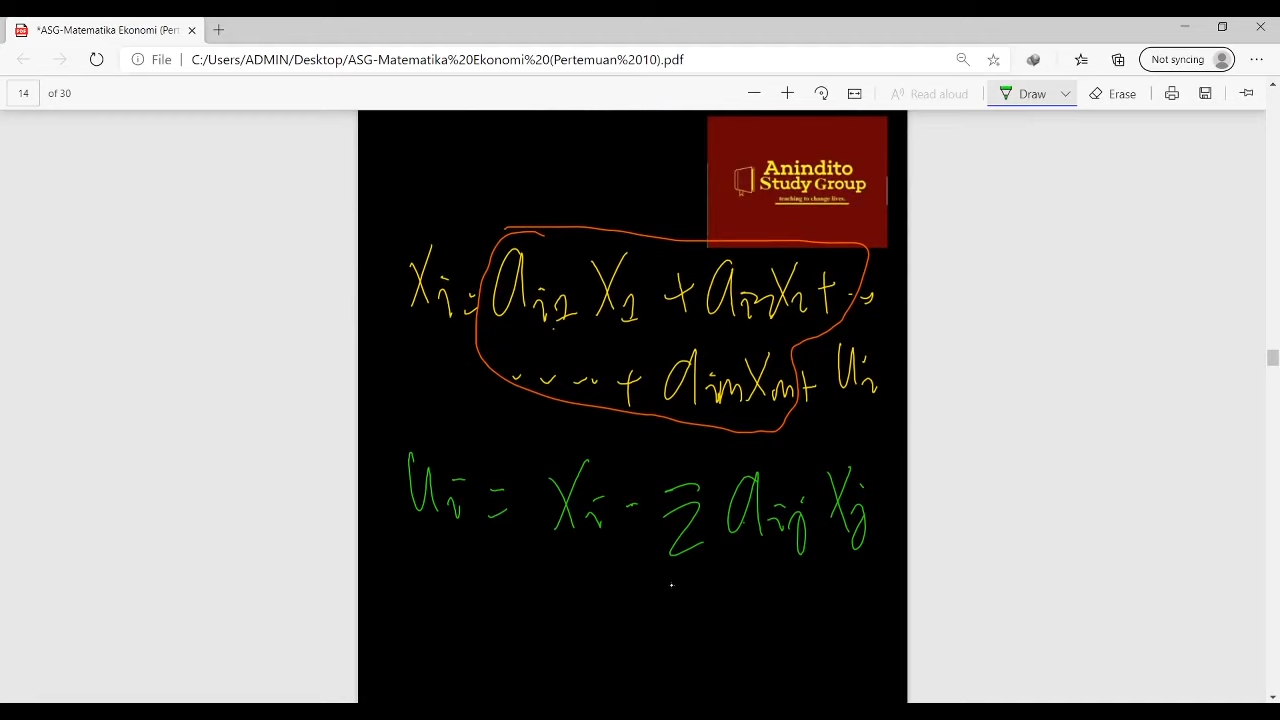 *ASG-Matematika Ekonomi (Pert
File
C:/Users/ADMIN/Desktop/ASG-Matematika%20Ekonomi%20(Pertemuan%2010).pdf
Not syncing
14 of 30
Read aloud
Draw
Erase
Anindito
Study Group
teaching to change lives.
Xi = ai1 X1 + ai2X2 + ...
.... + aimXm + Ui
Ui = Xi - Σ aij Xj